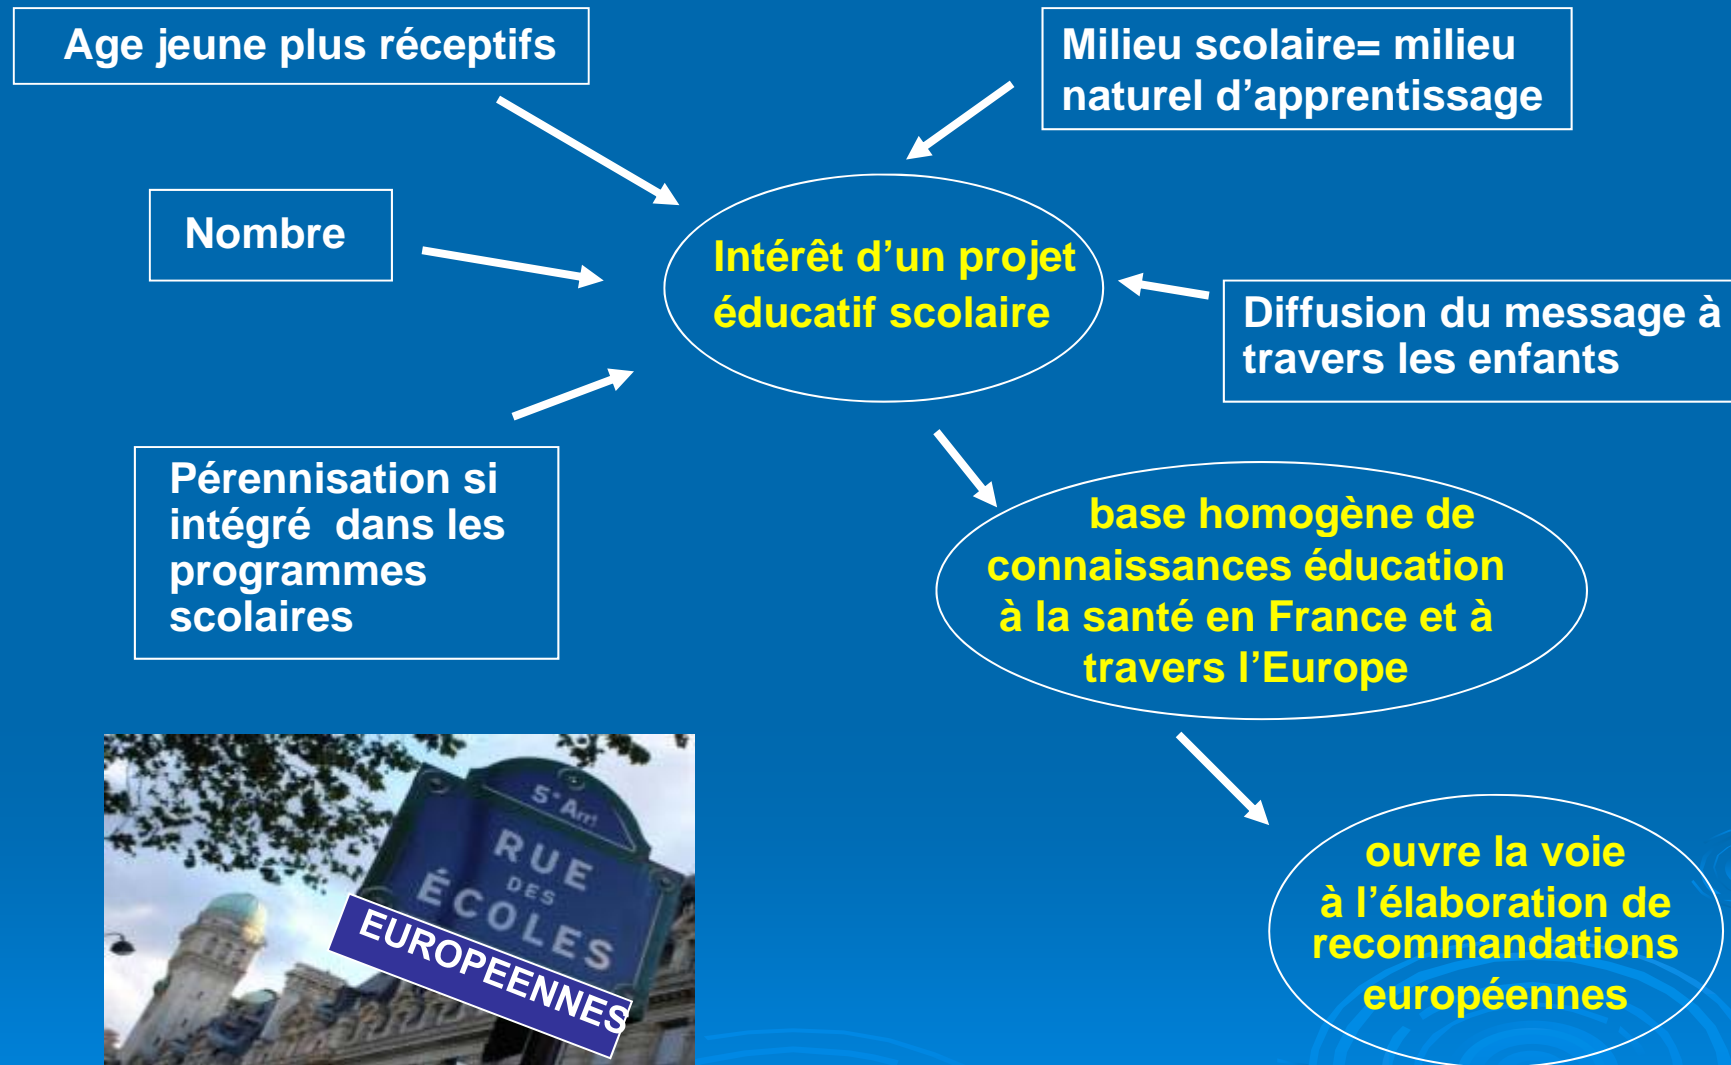 Age jeune plus réceptifs
Milieu scolaire= milieu
naturel d’apprentissage
Nombre
Intérêt d’un projet
éducatif scolaire
Diffusion du message à
travers les enfants
Pérennisation si
intégré dans les
programmes
scolaires
base homogène de
connaissances éducation
à la santé en France et à
travers l’Europe
ouvre la voie
à l’élaboration de
recommandations
européennes
5e Arrt
RUE
DES
ÉCOLES
EUROPEENNES